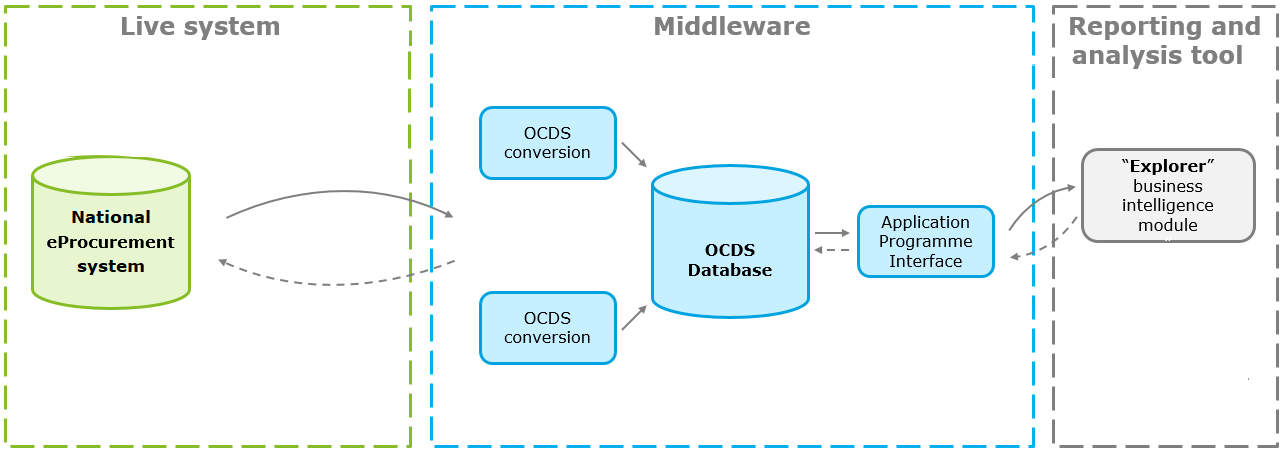 Live system
Middleware
Reporting and
analysis tool
National
eProcurement
system
OCDS
conversion
OCDS
conversion
OCDS
Database
Application
Programme
Interface
“Explorer”
business
intelligence
module